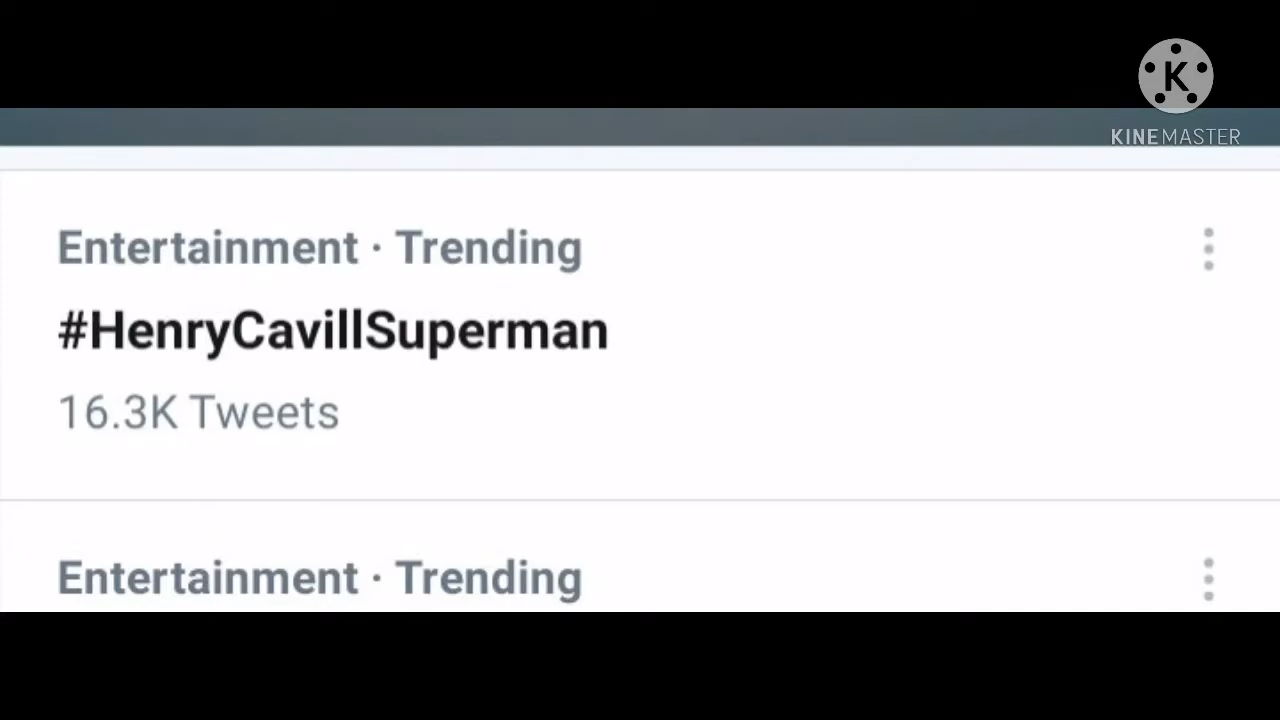 K
KINEMASTER
Entertainment · Trending
#HenryCavillSuperman
16.3K Tweets
Entertainment · Trending